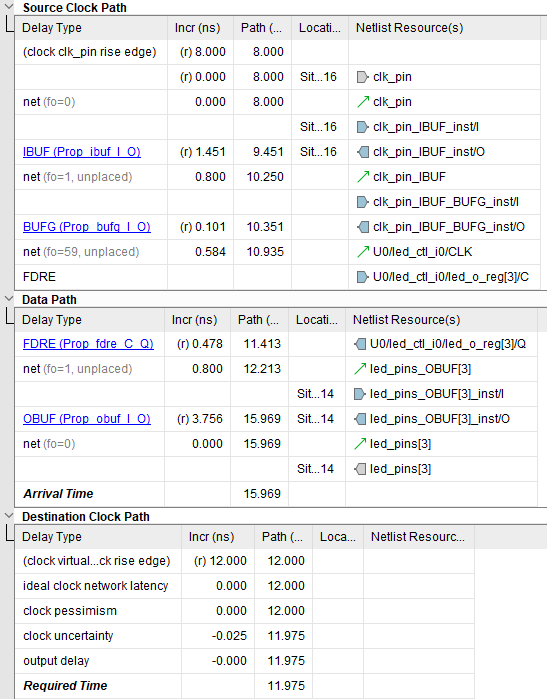 Source Clock Path
Delay Type Incr (ns) Path (... Locati... Netlist Resource(s)
(clock clk_pin rise edge) (r) 8.000 8.000
(r) 0.000 8.000 Sit...16 clk_pin
net (fo=0) 0.000 8.000 clk_pin
Sit...16 clk_pin_IBUF_inst/I
IBUF (Prop_ibuf_I_O) (r) 1.451 9.451 Sit...16 clk_pin_IBUF_inst/O
net (fo=1, unplaced) 0.800 10.250 clk_pin_IBUF
clk_pin_IBUF_BUFG_inst/I
BUFG (Prop_bufg_I_O) (r) 0.101 10.351 clk_pin_IBUF_BUFG_inst/O
net (fo=59, unplaced) 0.584 10.935 U0/led_ctl_i0/CLK
FDRE U0/led_ctl_i0/led_o_reg[3]/C
Data Path
Delay Type Incr (ns) Path (... Locati... Netlist Resource(s)
FDRE (Prop_fdre_C_Q) (r) 0.478 11.413 U0/led_ctl_i0/led_o_reg[3]/Q
net (fo=1, unplaced) 0.800 12.213 led_pins_OBUF[3]
Sit...14 led_pins_OBUF[3]_inst/I
OBUF (Prop_obuf_I_O) (r) 3.756 15.969 Sit...14 led_pins_OBUF[3]_inst/O
net (fo=0) 0.000 15.969 led_pins[3]
Sit...14 led_pins[3]
Arrival Time 15.969
Destination Clock Path
Delay Type Incr (ns) Path (... Loca... Netlist Resourc...
(clock virtual...ck rise edge) (r) 12.000 12.000
ideal clock network latency 0.000 12.000
clock pessimism 0.000 12.000
clock uncertainty -0.025 11.975
output delay -0.000 11.975
Required Time 11.975